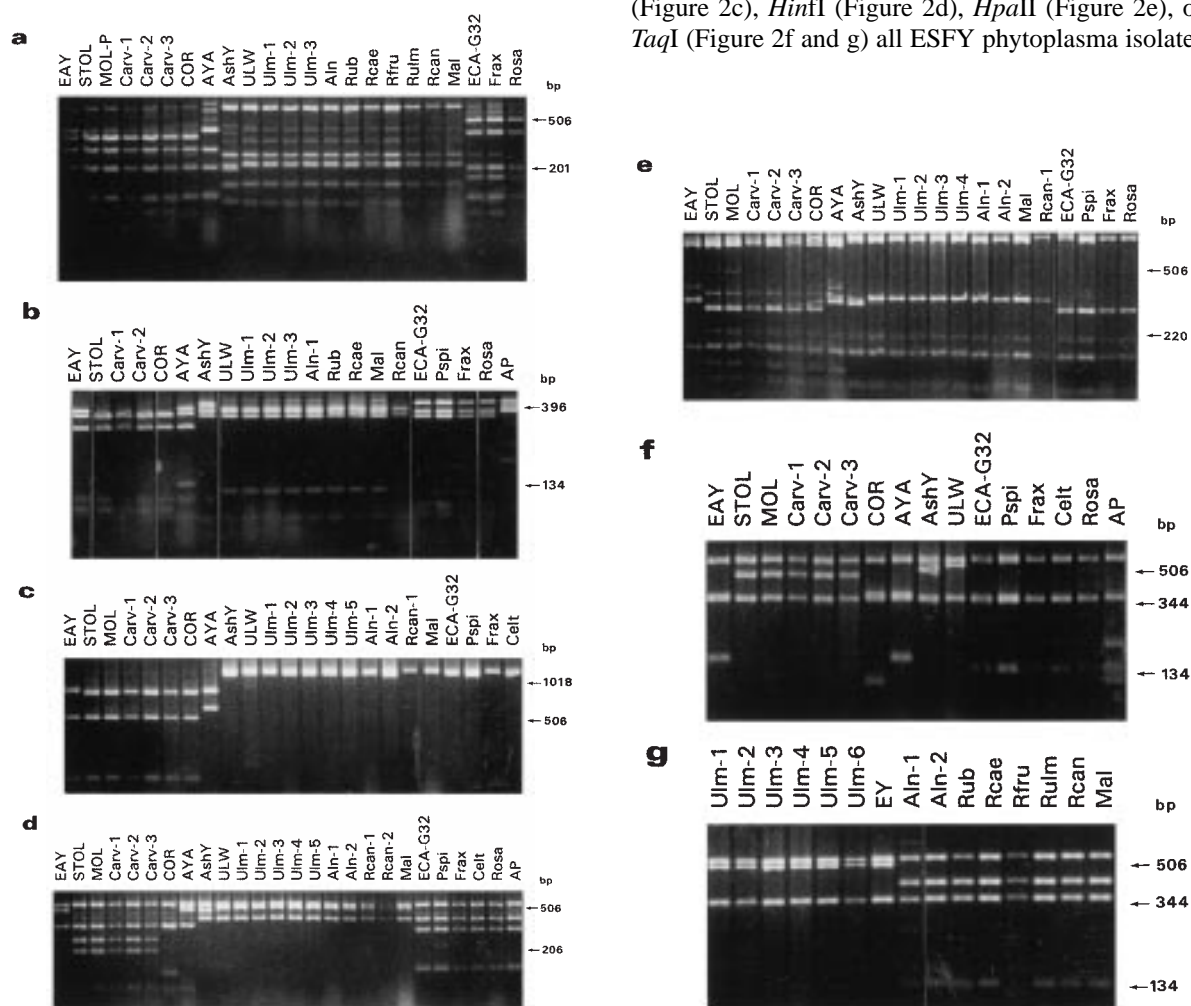 (Figure 2c), HinfI (Figure 2d), HpaII (Figure 2e), o
TaqI (Figure 2f and g) all ESFY phytoplasma isolate
a
EAY STOL MOL-P Carv-1 Carv-2 Carv-3 COR AYA AshY ULW Ulm-1 Ulm-2 Ulm-3 Aln Rub Rcae Rfru Rulm Rcan Mal ECA-G32 Frax Rosa
bp
506
201
b
EAY STOL Carv-1 Carv-2 COR AYA AshY ULW Ulm-1 Ulm-2 Ulm-3 Aln-1 Rub Rcae Mal Rcan ECA-G32 Pspi Frax Rosa AP
bp
396
134
c
EAY STOL MOL Carv-1 Carv-2 Carv-3 COR AYA AshY ULW Ulm-1 Ulm-2 Ulm-3 Ulm-4 Ulm-5 Aln-1 Aln-2 Rcan-1 Mal ECA-G32 Pspi Frax Celt
bp
1018
506
d
EAY STOL MOL Carv-1 Carv-2 Carv-3 COR AYA AshY ULW Ulm-1 Ulm-2 Ulm-3 Ulm-4 Ulm-5 Aln-1 Aln-2 Rcan-1 Rcan-2 Mal ECA-G32 Pspi Frax Celt Rosa AP
bp
506
206
e
EAY STOL MOL Carv-1 Carv-2 Carv-3 COR AYA AshY ULW Ulm-1 Ulm-2 Ulm-3 Ulm-4 Aln-1 Aln-2 Mal Rcan-1 ECA-G32 Pspi Frax Rosa
bp
506
220
f
EAY STOL MOL Carv-1 Carv-2 Carv-3 COR AYA AshY ULW ECA-G32 Pspi Frax Celt Rosa AP
bp
506
344
134
g
Ulm-1 Ulm-2 Ulm-3 Ulm-4 Ulm-5 Ulm-6 EY Aln-1 Aln-2 Rub Rcae Rfru Rulm Rcan Mal
bp
506
344
134